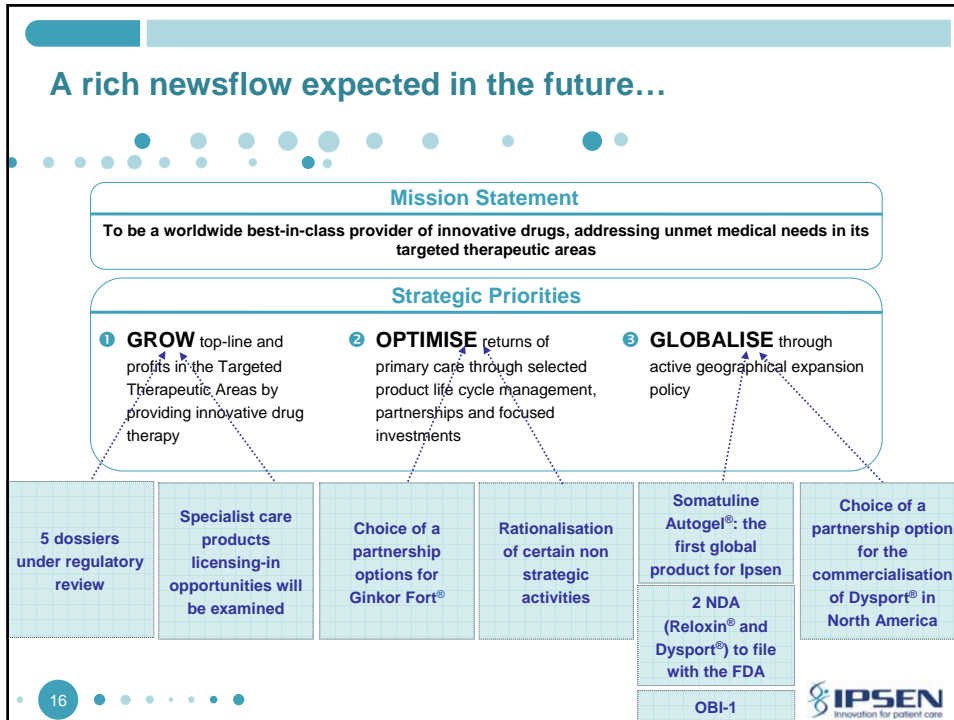 A rich newsflow expected in the future…
Mission Statement
To be a worldwide best-in-class provider of innovative drugs, addressing unmet medical needs in its
targeted therapeutic areas
Strategic Priorities
❶ GROW top-line and
profits in the Targeted
Therapeutic Areas by
providing innovative drug
therapy
❷ OPTIMISE returns of
primary care through selected
product life cycle management,
partnerships and focused
investments
❸ GLOBALISE through
active geographical expansion
policy
5 dossiers
under regulatory
review
Specialist care
products
licensing-in
opportunities will
be examined
Choice of a
partnership
options for
Ginkor Fort®
Rationalisation
of certain non
strategic
activities
Somatuline
Autogel®: the
first global
product for Ipsen
2 NDA
(Reloxin® and
Dysport®) to file
with the FDA
OBI-1
Choice of a
partnership option
for the
commercialisation
of Dysport® in
North America
16
IPSEN
Innovation for patient care